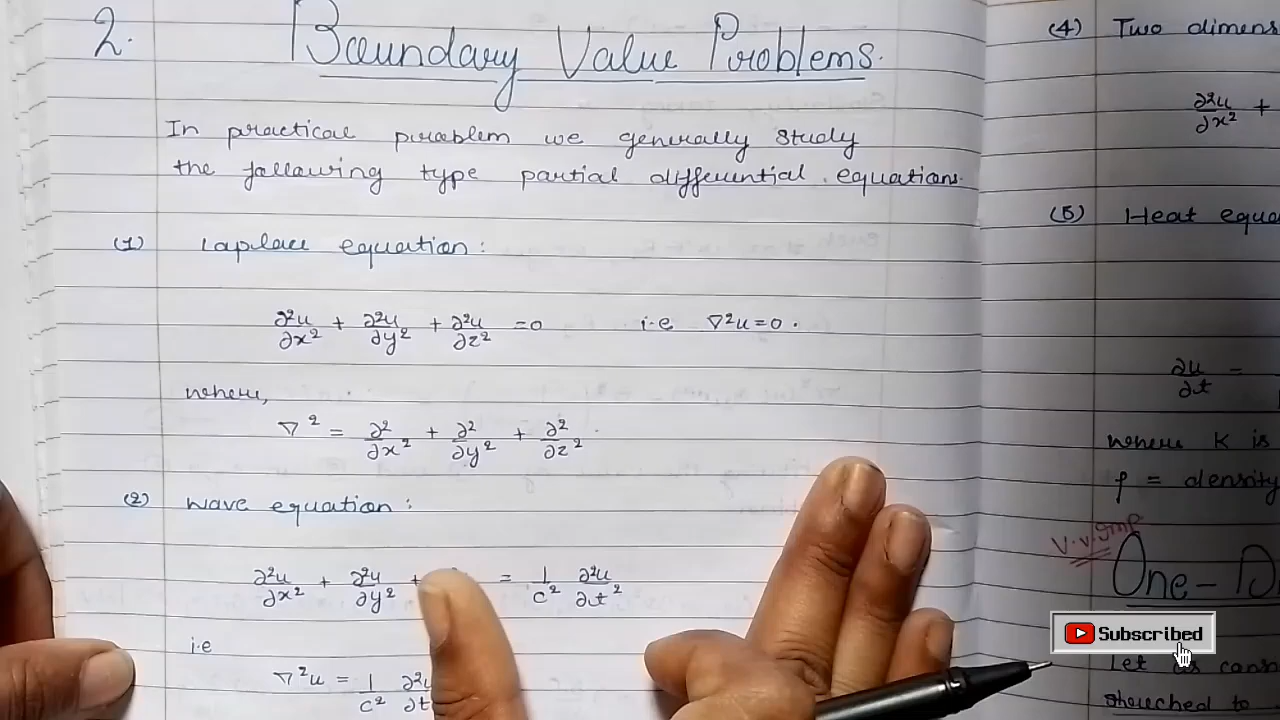 2.
Boundary Value Problems.
In practical problem we generally study
the following type partial differential equations.
(1) Laplace equation:
∂²u/∂x² + ∂²u/∂y² + ∂²u/∂z² = 0 i.e ∇²u = 0.
where,
∇² = ∂²/∂x² + ∂²/∂y² + ∂²/∂z²
(2) wave equation:
∂²u/∂x² + ∂²u/∂y² + = 1/c² ∂²u/∂t²
i.e
∇²u = 1/c² ∂²u/∂t
(4) Two dimens
∂²u/∂x² +
(5) Heat equa
∂u/∂t =
where K is
ρ = density
V.V.Imp
One - D
Subscribed
Let us cons
streched to